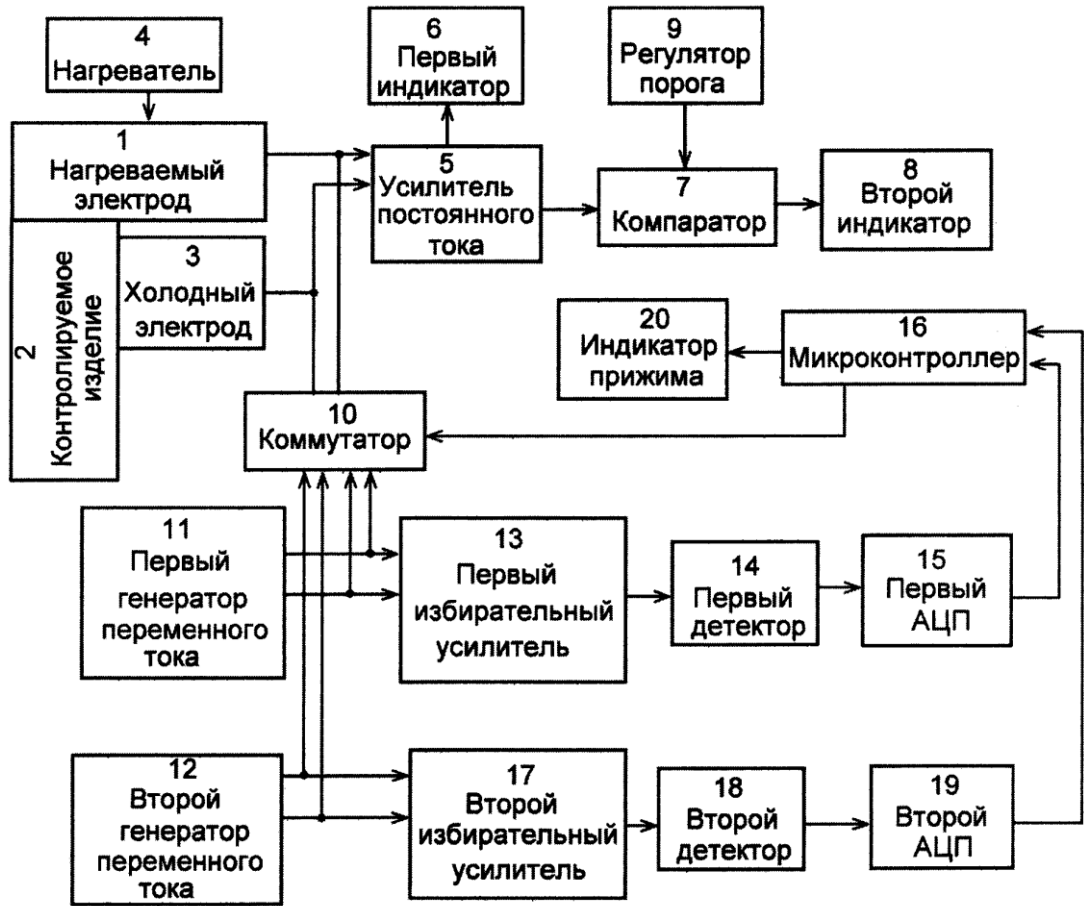 4
Нагреватель
6
Первый
индикатор
9
Регулятор
порога
1
Нагреваемый
электрод
5
Усилитель
постоянного
тока
7
Компаратор
8
Второй
индикатор
2
Контролируемое
изделие
3
Холодный
электрод
20
Индикатор
прижима
16
Микроконтроллер
10
Коммутатор
11
Первый
генератор
переменного
тока
13
Первый
избирательный
усилитель
14
Первый
детектор
15
Первый
АЦП
12
Второй
генератор
переменного
тока
17
Второй
избирательный
усилитель
18
Второй
детектор
19
Второй
АЦП